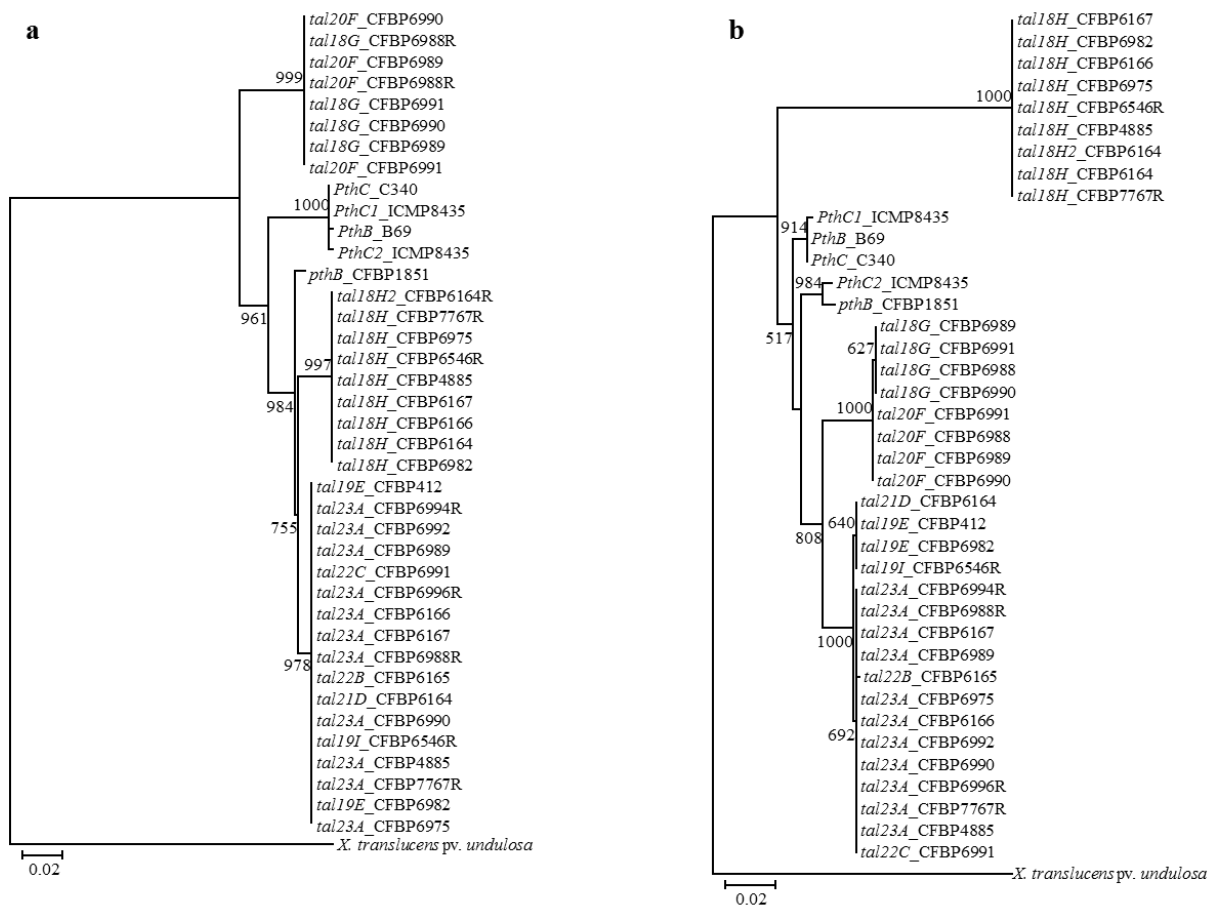 a
tal20F_CFBP6990
tal18G_CFBP6988R
tal20F_CFBP6989
999
tal20F_CFBP6988R
tal18G_CFBP6991
tal18G_CFBP6990
tal18G_CFBP6989
tal20F_CFBP6991
PthC_C340
1000
PthC1_ICMP8435
PthB_B69
PthC2_ICMP8435
pthB_CFBP1851
tal18H2_CFBP6164R
961
tal18H_CFBP7767R
tal18H_CFBP6975
997
tal18H_CFBP6546R
tal18H_CFBP4885
984
tal18H_CFBP6167
tal18H_CFBP6166
tal18H_CFBP6164
tal18H_CFBP6982
tal19E_CFBP412
tal23A_CFBP6994R
755
tal23A_CFBP6992
tal23A_CFBP6989
tal22C_CFBP6991
tal23A_CFBP6996R
tal23A_CFBP6166
tal23A_CFBP6167
978
tal23A_CFBP6988R
tal22B_CFBP6165
tal21D_CFBP6164
tal23A_CFBP6990
tal19I_CFBP6546R
tal23A_CFBP4885
tal23A_CFBP7767R
tal19E_CFBP6982
tal23A_CFBP6975
X. translucens pv. undulosa
0.02
b
tal18H_CFBP6167
tal18H_CFBP6982
tal18H_CFBP6166
tal18H_CFBP6975
1000
tal18H_CFBP6546R
tal18H_CFBP4885
tal18H2_CFBP6164
tal18H_CFBP6164
tal18H_CFBP7767R
PthC1_ICMP8435
914
PthB_B69
PthC_C340
984
PthC2_ICMP8435
pthB_CFBP1851
517
tal18G_CFBP6989
627
tal18G_CFBP6991
tal18G_CFBP6988
tal18G_CFBP6990
1000
tal20F_CFBP6991
tal20F_CFBP6988
tal20F_CFBP6989
tal20F_CFBP6990
tal21D_CFBP6164
640
tal19E_CFBP412
808
tal19E_CFBP6982
tal19I_CFBP6546R
tal23A_CFBP6994R
tal23A_CFBP6988R
1000
tal23A_CFBP6167
tal23A_CFBP6989
tal22B_CFBP6165
tal23A_CFBP6975
tal23A_CFBP6166
692
tal23A_CFBP6992
tal23A_CFBP6990
tal23A_CFBP6996R
tal23A_CFBP7767R
tal23A_CFBP4885
tal22C_CFBP6991
X. translucens pv. undulosa
0.02